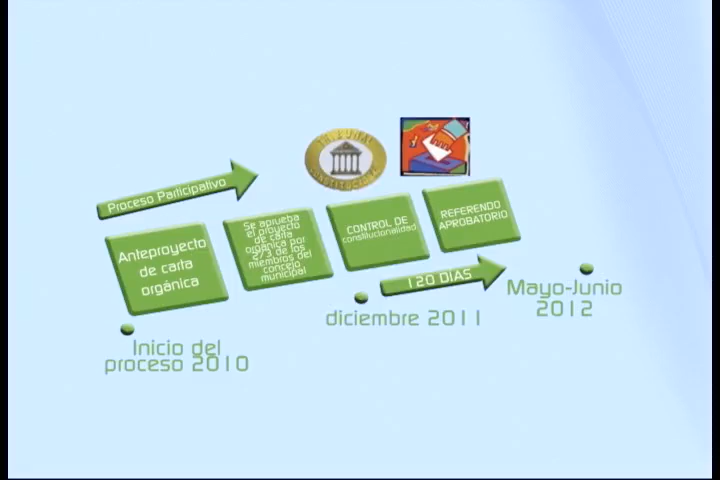 TRIBUNAL
CONSTITUCIONAL
Proceso Participativo
Anteproyecto
de carta
orgánica
Se aprueba
el proyecto
de carta
orgánica por
2/3 de los
miembros del
concejo
municipal
CONTROL DE
constitucionalidad
REFERENDO
APROBATORIO
120 DIAS
Inicio del
proceso 2010
diciembre 2011
Mayo-Junio
2012